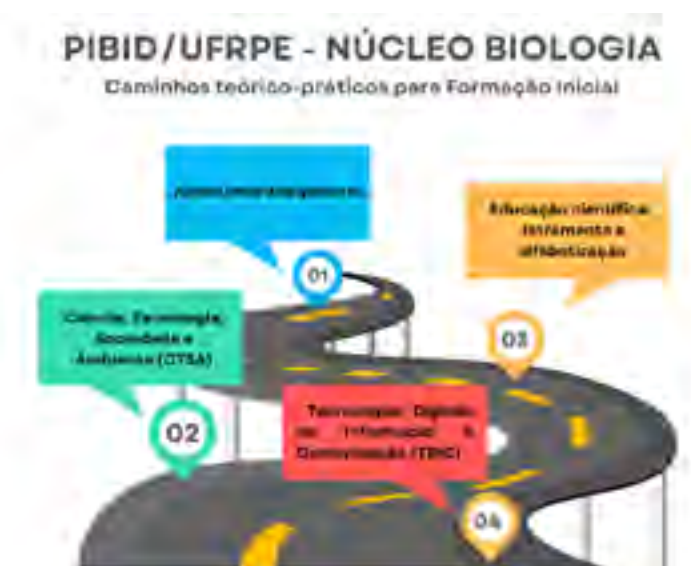 PIBID/UFRPE - NÚCLEO BIOLOGIA
Caminhos teórico-práticos para Formação Inicial
01
Educação científica:
letramento e
alfabetização
Ciência, Tecnologia,
Sociedade e
Ambiente (CTSA)
03
02
Tecnologias Digitais
de Informação e
Comunicação (TDIC)
04